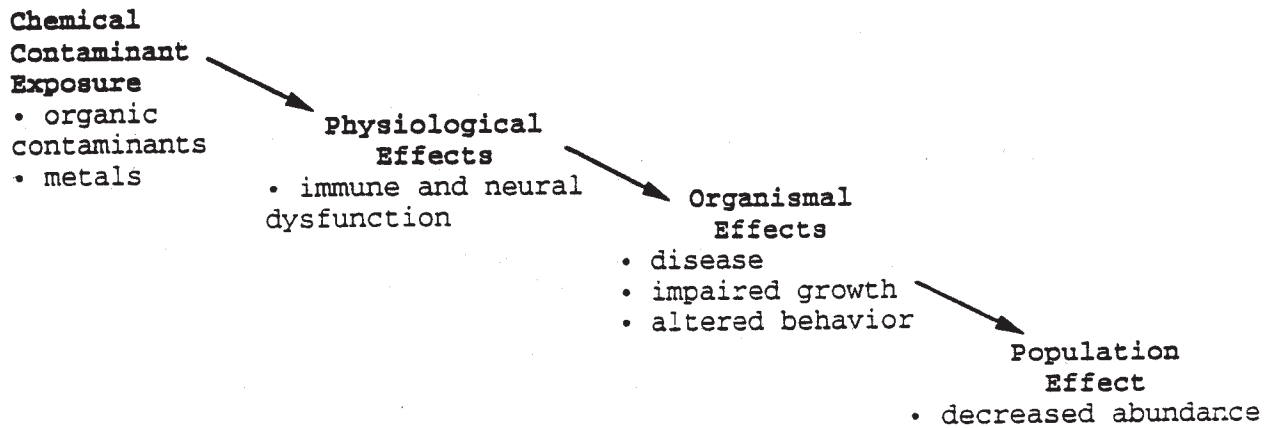 Chemical
Contaminant
Exposure
• organic
contaminants
• metals
Physiological
Effects
• immune and neural
dysfunction
Organismal
Effects
• disease
• impaired growth
• altered behavior
Population
Effect
• decreased abundance